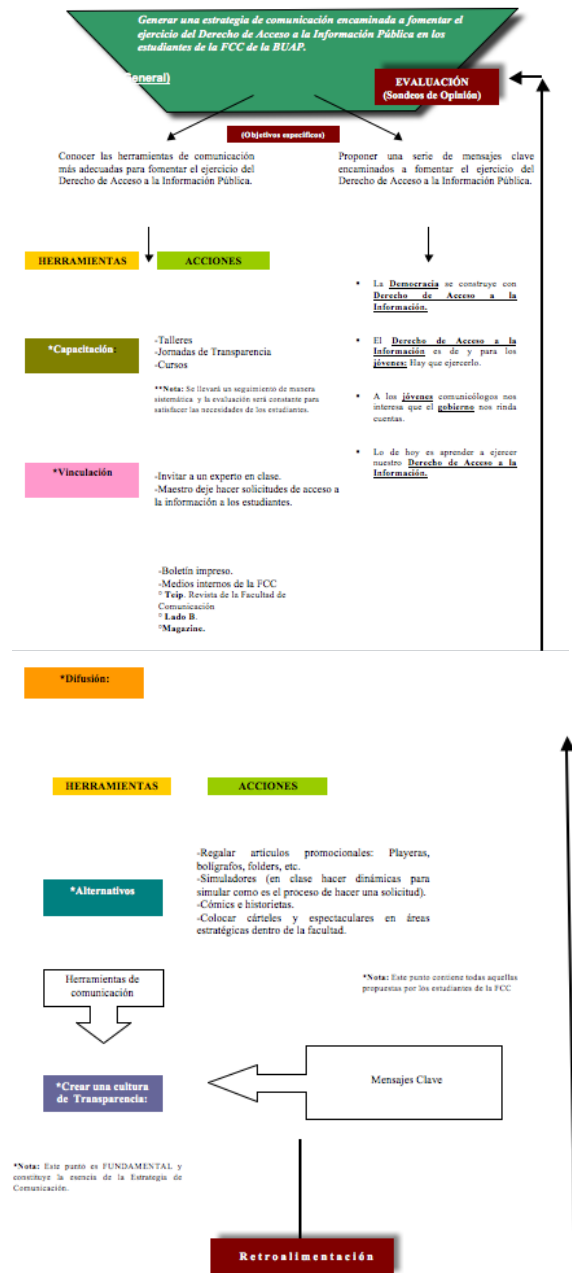 Generar una estrategia de comunicación encaminada a fomentar el
ejercicio del Derecho de Acceso a la Información Pública en los
estudiantes de la FCC de la BUAP.
General)
EVALUACIÓN
(Sondeos de Opinión)
(Objetivos específicos)
Conocer las herramientas de comunicación
más adecuadas para fomentar el ejercicio del
Derecho de Acceso a la Información Pública.
Proponer una serie de mensajes clave
encaminados a fomentar el ejercicio del
Derecho de Acceso a la Información Pública.
HERRAMIENTAS
ACCIONES
▪ La Democracia se construye con
Derecho de Acceso a la
Información.
▪ El Derecho de Acceso a la
Información es de y para los
jóvenes: Hay que ejercerlo.
▪ A los jóvenes comunicólogos nos
interesa que el gobierno nos rinda
cuentas.
▪ Lo de hoy es aprender a ejercer
nuestro Derecho de Acceso a la
Información.
*Capacitación:
-Talleres
-Jornadas de Transparencia
-Cursos
**Nota: Se llevará un seguimiento de manera
sistemática y la evaluación será constante para
satisfacer las necesidades de los estudiantes.
*Vinculación
-Invitar a un experto en clase.
-Maestro deje hacer solicitudes de acceso a
la información a los estudiantes.
-Boletín impreso.
-Medios internos de la FCC
° Teip. Revista de la Facultad de
Comunicación
° Lado B.
°Magazine.
*Difusión:
HERRAMIENTAS
ACCIONES
*Alternativos
-Regalar artículos promocionales: Playeras,
bolígrafos, folders, etc.
-Simuladores (en clase hacer dinámicas para
simular como es el proceso de hacer una solicitud).
-Cómics e historietas.
-Colocar cárteles y espectaculares en áreas
estratégicas dentro de la facultad.
Herramientas de
comunicación
*Nota: Este punto contiene todas aquellas
propuestas por los estudiantes de la FCC
*Crear una cultura
de Transparencia:
Mensajes Clave
*Nota: Este punto es FUNDAMENTAL y
constituye la esencia de la Estrategia de
Comunicación.
Retroalimentación